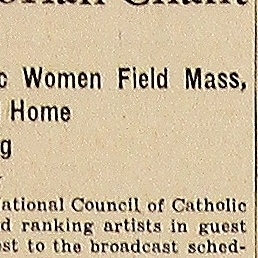 c Women Field Mass,
Home
g
ational Council of Catholic
d ranking artists in guest
st to the broadcast sched-